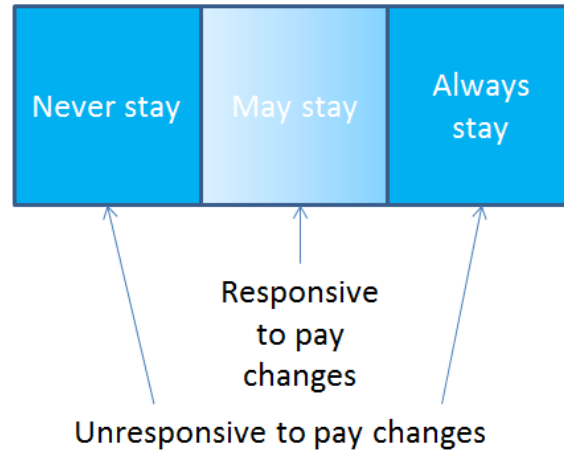 Never stay
May stay
Always
stay
Responsive
to pay
changes
Unresponsive to pay changes